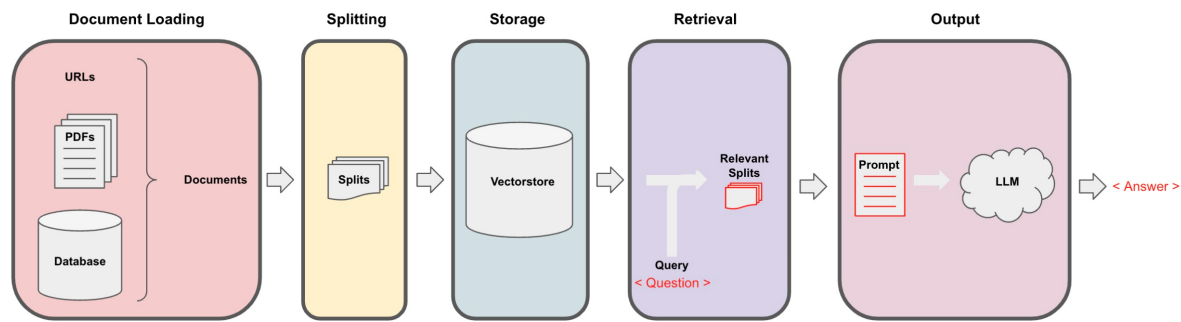 Document Loading
Splitting
Storage
Retrieval
Output
URLs
PDFs
Database
Documents
Splits
Vectorstore
Relevant
Splits
Query
< Question >
Prompt
LLM
< Answer >